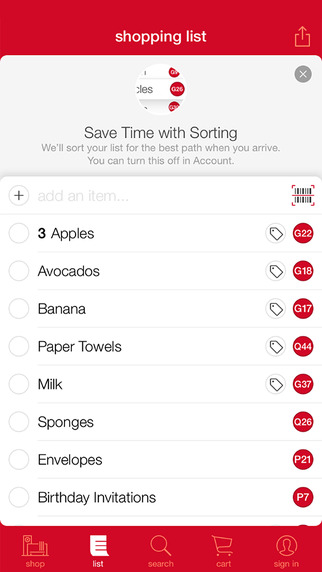 shopping list
cles
G26
Save Time with Sorting
We'll sort your list for the best path when you arrive.
You can turn this off in Account.
add an item...
3 Apples G22
Avocados G18
Banana G17
Paper Towels Q44
Milk G37
Sponges Q26
Envelopes P21
Birthday Invitations P7
shop list search cart sign in